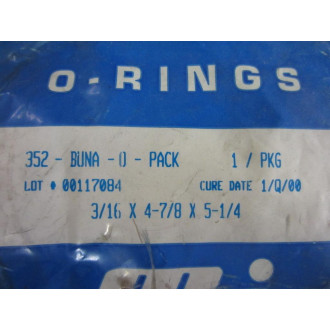 O-RINGS
352 - BUNA -O - PACK 1 / PKG
LOT # 00117084 CURE DATE 1/Q/00
3/16 X 4-7/8 X 5-1/4